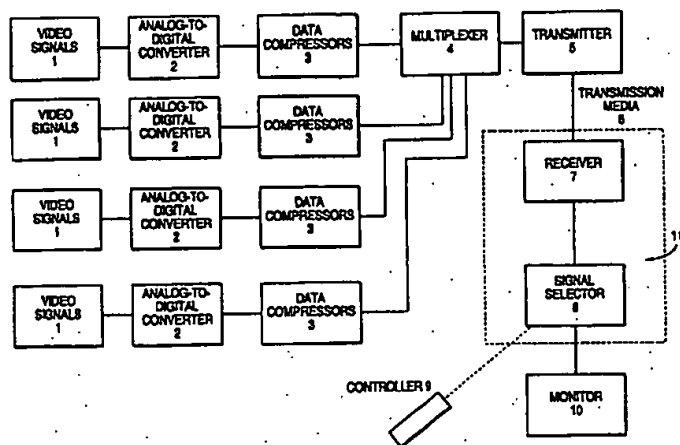 VIDEO
SIGNALS
1
ANALOG-TO-
DIGITAL
CONVERTER
2
DATA
COMPRESSORS
3
MULTIPLEXER
4
TRANSMITTER
5
VIDEO
SIGNALS
1
ANALOG-TO-
DIGITAL
CONVERTER
2
DATA
COMPRESSORS
3
TRANSMISSION
MEDIA
6
RECEIVER
7
VIDEO
SIGNALS
1
ANALOG-TO-
DIGITAL
CONVERTER
2
DATA
COMPRESSORS
3
11
VIDEO
SIGNALS
1
ANALOG-TO-
DIGITAL
CONVERTER
2
DATA
COMPRESSORS
3
SIGNAL
SELECTOR
8
CONTROLLER 9
MONITOR
10